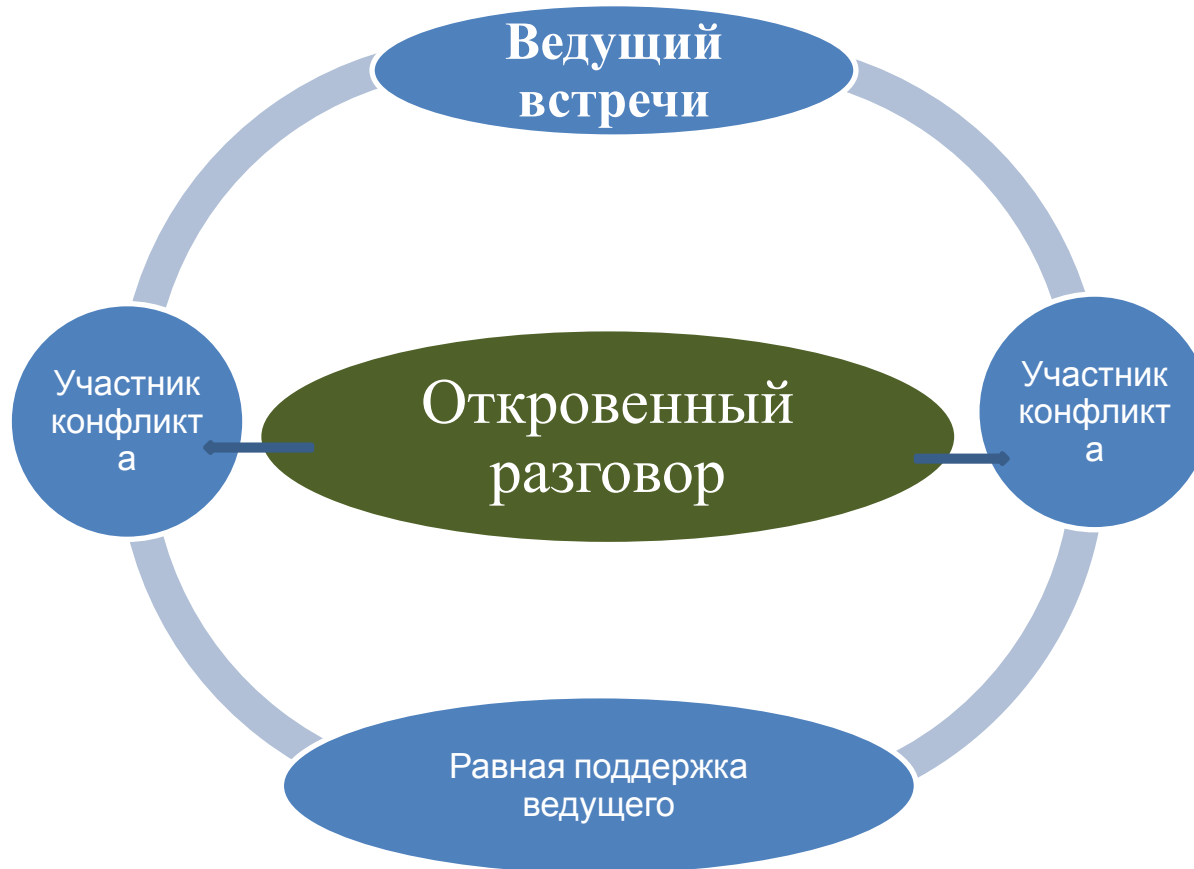 Ведущий
встречи
Участник
конфликт
а
Откровенный
разговор
Участник
конфликт
а
Равная поддержка
ведущего